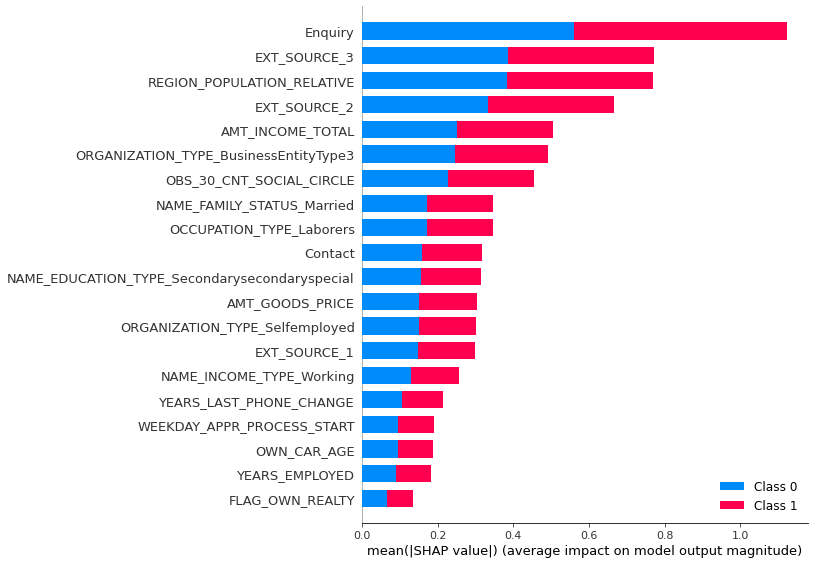 Enquiry
EXT_SOURCE_3
REGION_POPULATION_RELATIVE
EXT_SOURCE_2
AMT_INCOME_TOTAL
ORGANIZATION_TYPE_BusinessEntityType3
OBS_30_CNT_SOCIAL_CIRCLE
NAME_FAMILY_STATUS_Married
OCCUPATION_TYPE_Laborers
Contact
NAME_EDUCATION_TYPE_Secondarysecondaryspecial
AMT_GOODS_PRICE
ORGANIZATION_TYPE_Selfemployed
EXT_SOURCE_1
NAME_INCOME_TYPE_Working
YEARS_LAST_PHONE_CHANGE
WEEKDAY_APPR_PROCESS_START
OWN_CAR_AGE
YEARS_EMPLOYED
FLAG_OWN_REALTY
Class 0
Class 1
0.0 0.2 0.4 0.6 0.8 1.0
mean(|SHAP value|) (average impact on model output magnitude)